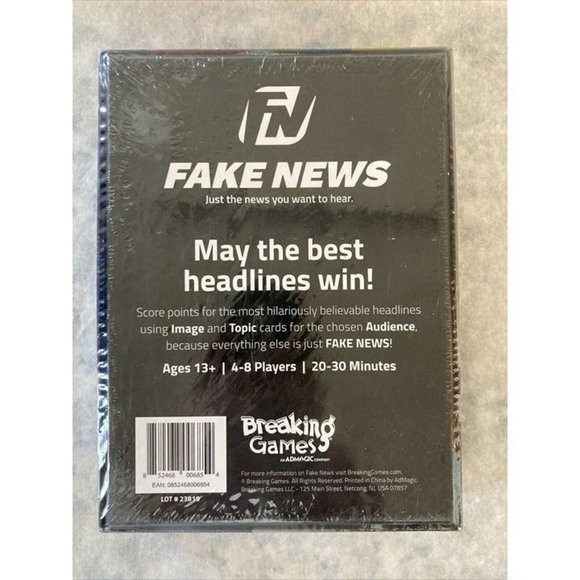 FN
FAKE NEWS
Just the news you want to hear.
May the best
headlines win!
Score points for the most hilariously believable headlines
using Image and Topic cards for the chosen Audience,
because everything else is just FAKE NEWS!
Ages 13+ | 4-8 Players | 20-30 Minutes
Breaking
Games
AN ADMAGIC COMPANY
8 52468 00685 4
EAN: 0852468006854
LOT # 23819
For more information on Fake News visit BreakingGames.com.
© Breaking Games. All Rights Reserved. Printed in China by AdMagic.
Breaking Games LLC - 125 Main Street, Netcong, NJ, USA 07857